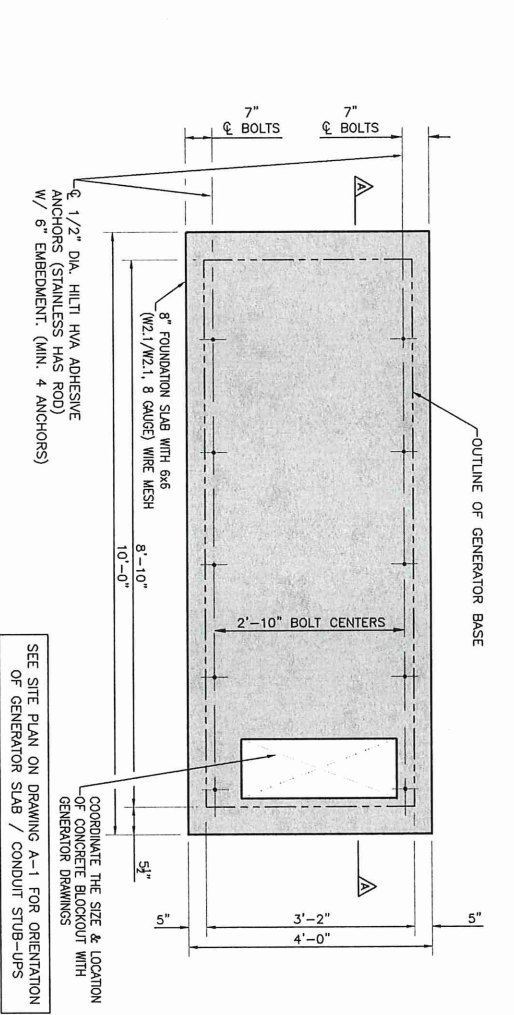 7"
℄ BOLTS
7"
℄ BOLTS
A
OUTLINE OF GENERATOR BASE
℄ 1/2" DIA. HILTI HVA ADHESIVE
ANCHORS (STAINLESS HAS ROD)
W/ 6" EMBEDMENT. (MIN. 4 ANCHORS)
8" FOUNDATION SLAB WITH 6x6
(W2.1/W2.1, 8 GAUGE) WIRE MESH
8'-10"
10'-0"
2'-10" BOLT CENTERS
COORDINATE THE SIZE & LOCATION
OF CONCRETE BLOCKOUT WITH
GENERATOR DRAWINGS
5½"
A
5"
3'-2"
5"
4'-0"
SEE SITE PLAN ON DRAWING A-1 FOR ORIENTATION
OF GENERATOR SLAB / CONDUIT STUB-UPS